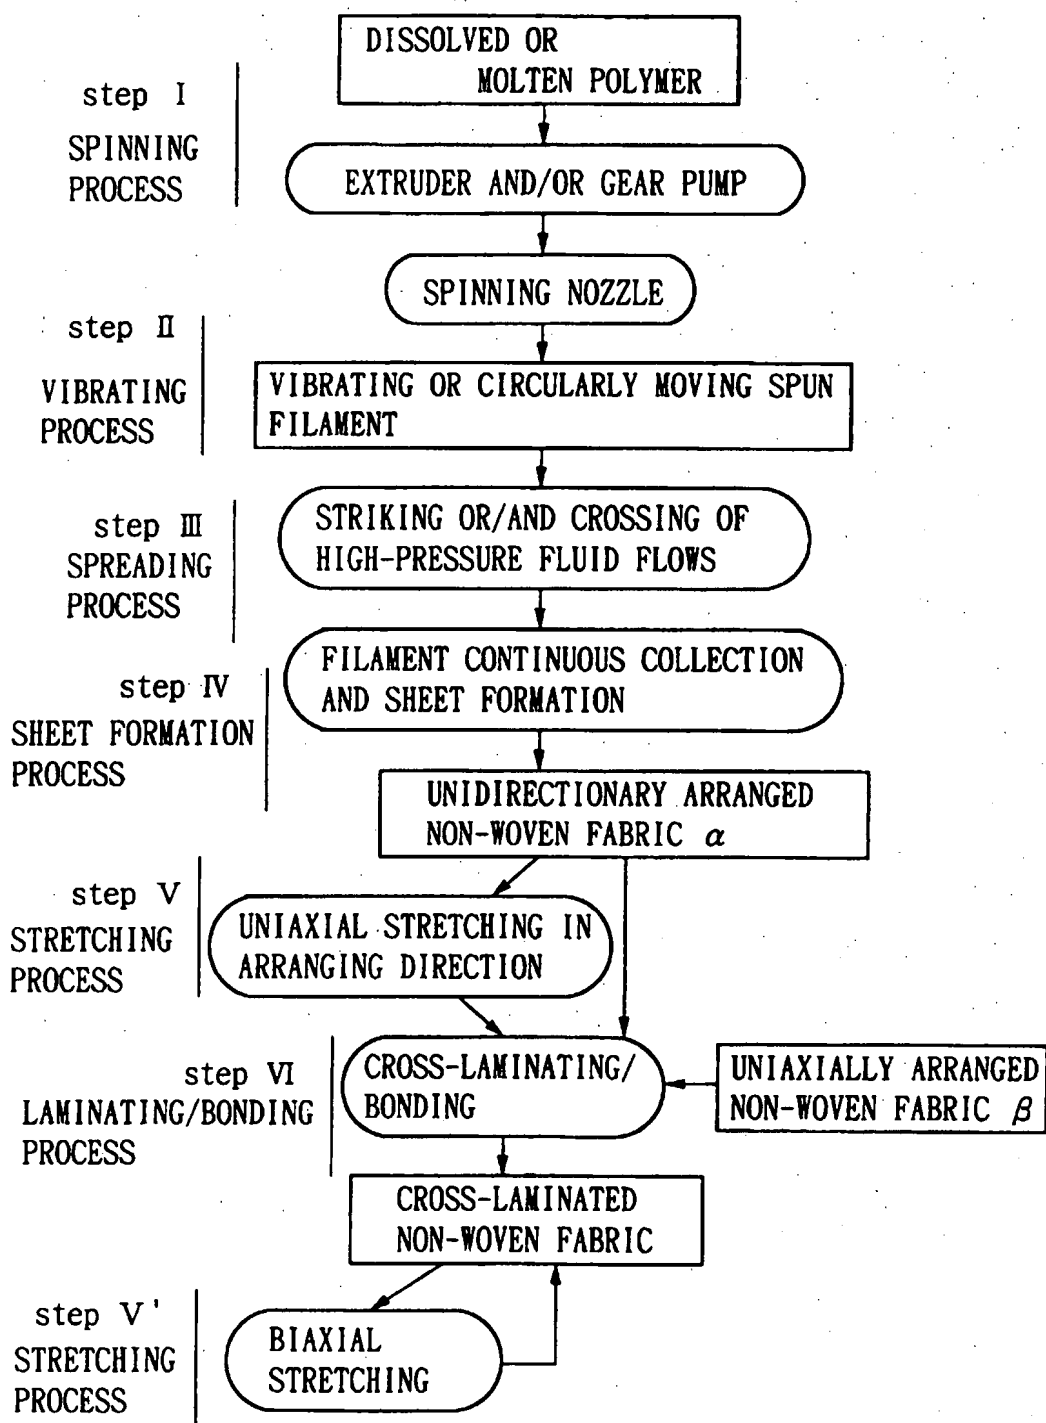 DISSOLVED OR
MOLTEN POLYMER
step I
SPINNING
PROCESS
EXTRUDER AND/OR GEAR PUMP
SPINNING NOZZLE
step II
VIBRATING
PROCESS
VIBRATING OR CIRCULARLY MOVING SPUN
FILAMENT
step III
SPREADING
PROCESS
STRIKING OR/AND CROSSING OF
HIGH-PRESSURE FLUID FLOWS
FILAMENT CONTINUOUS COLLECTION
AND SHEET FORMATION
step IV
SHEET FORMATION
PROCESS
UNIDIRECTIONARY ARRANGED
NON-WOVEN FABRIC α
step V
STRETCHING
PROCESS
UNIAXIAL STRETCHING IN
ARRANGING DIRECTION
step VI
LAMINATING/BONDING
PROCESS
CROSS-LAMINATING/
BONDING
UNIAXIALLY ARRANGED
NON-WOVEN FABRIC β
CROSS-LAMINATED
NON-WOVEN FABRIC
step V'
STRETCHING
PROCESS
BIAXIAL
STRETCHING